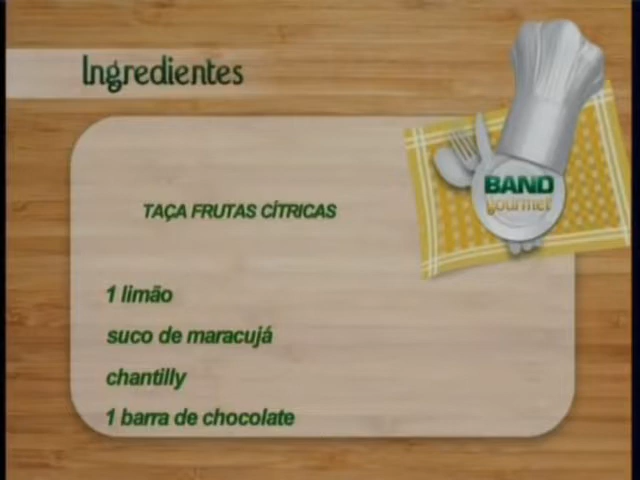 Ingredientes
BAND
gourmet
TAÇA FRUTAS CÍTRICAS
1 limão
suco de maracujá
chantilly
1 barra de chocolate